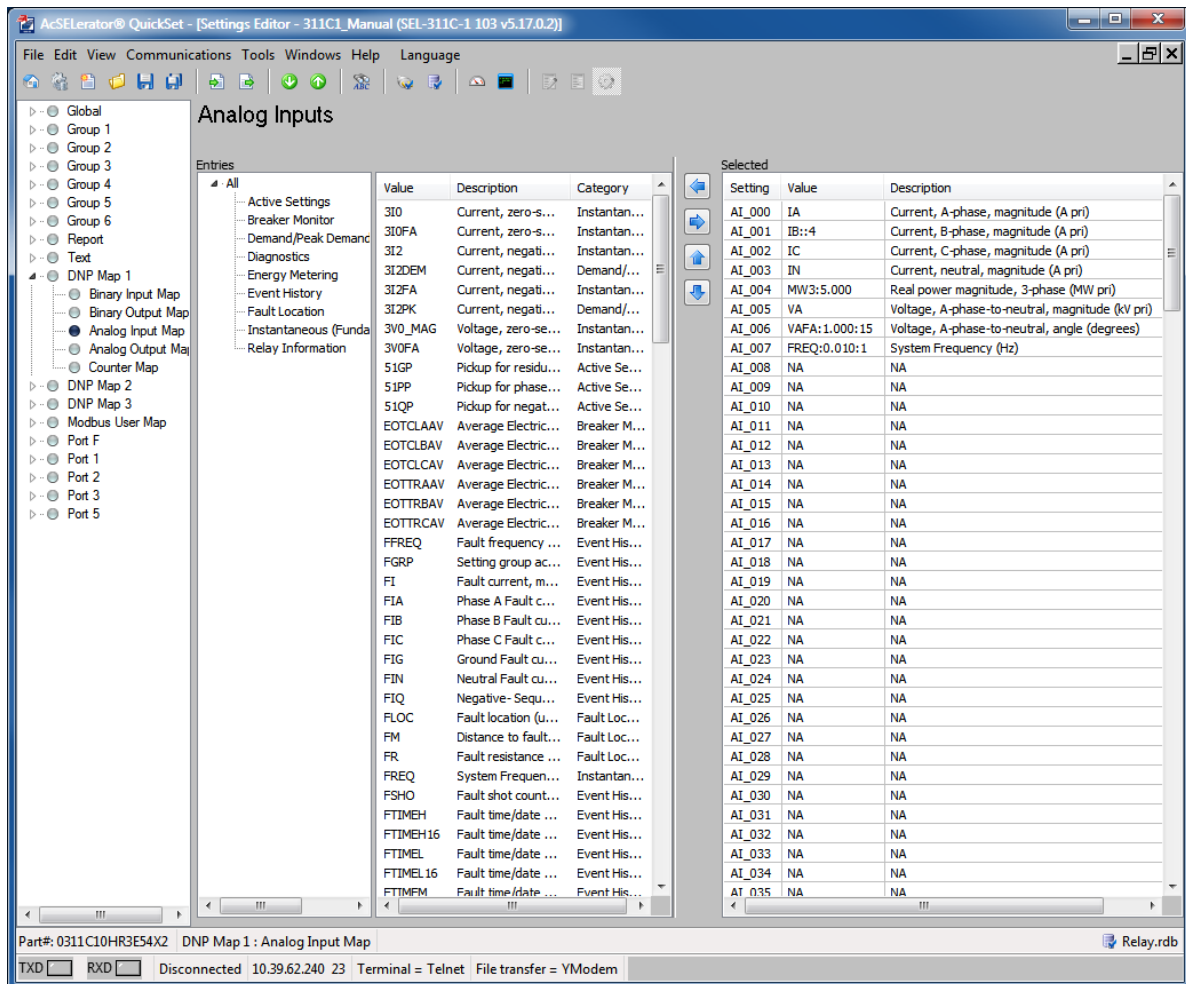 AcSELerator® QuickSet - [Settings Editor - 311C1_Manual (SEL-311C-1 103 v5.17.0.2)]
File Edit View Communications Tools Windows Help Language
Global
Group 1
Group 2
Group 3
Group 4
Group 5
Group 6
Report
Text
DNP Map 1
Binary Input Map
Binary Output Map
Analog Input Map
Analog Output Map
Counter Map
DNP Map 2
DNP Map 3
Modbus User Map
Port F
Port 1
Port 2
Port 3
Port 5
Analog Inputs
Entries
All
Active Settings
Breaker Monitor
Demand/Peak Demand
Diagnostics
Energy Metering
Event History
Fault Location
Instantaneous (Funda
Relay Information
Value Description Category
3I0 Current, zero-s... Instantan...
3I0FA Current, zero-s... Instantan...
3I2 Current, negati... Instantan...
3I2DEM Current, negati... Demand/...
3I2FA Current, negati... Instantan...
3I2PK Current, negati... Demand/...
3V0_MAG Voltage, zero-se... Instantan...
3V0FA Voltage, zero-se... Instantan...
51GP Pickup for residu... Active Se...
51PP Pickup for phase... Active Se...
51QP Pickup for negat... Active Se...
EOTCLAAV Average Electric... Breaker M...
EOTCLBAV Average Electric... Breaker M...
EOTCLCAV Average Electric... Breaker M...
EOTTRAAV Average Electric... Breaker M...
EOTTRBAV Average Electric... Breaker M...
EOTTRCAV Average Electric... Breaker M...
FFREQ Fault frequency ... Event His...
FGRP Setting group ac... Event His...
FI Fault current, m... Event His...
FIA Phase A Fault c... Event His...
FIB Phase B Fault cu... Event His...
FIC Phase C Fault c... Event His...
FIG Ground Fault cu... Event His...
FIN Neutral Fault cu... Event His...
FIQ Negative- Sequ... Event His...
FLOC Fault location (u... Fault Loc...
FM Distance to fault... Fault Loc...
FR Fault resistance ... Fault Loc...
FREQ System Frequen... Instantan...
FSHO Fault shot count... Event His...
FTIMEH Fault time/date ... Event His...
FTIMEH16 Fault time/date ... Event His...
FTIMEL Fault time/date ... Event His...
FTIMEL16 Fault time/date ... Event His...
FTIMEM Fault time/date ... Event His...
Selected
Setting Value Description
AI_000 IA Current, A-phase, magnitude (A pri)
AI_001 IB::4 Current, B-phase, magnitude (A pri)
AI_002 IC Current, C-phase, magnitude (A pri)
AI_003 IN Current, neutral, magnitude (A pri)
AI_004 MW3:5.000 Real power magnitude, 3-phase (MW pri)
AI_005 VA Voltage, A-phase-to-neutral, magnitude (kV pri)
AI_006 VAFA:1.000:15 Voltage, A-phase-to-neutral, angle (degrees)
AI_007 FREQ:0.010:1 System Frequency (Hz)
AI_008 NA NA
AI_009 NA NA
AI_010 NA NA
AI_011 NA NA
AI_012 NA NA
AI_013 NA NA
AI_014 NA NA
AI_015 NA NA
AI_016 NA NA
AI_017 NA NA
AI_018 NA NA
AI_019 NA NA
AI_020 NA NA
AI_021 NA NA
AI_022 NA NA
AI_023 NA NA
AI_024 NA NA
AI_025 NA NA
AI_026 NA NA
AI_027 NA NA
AI_028 NA NA
AI_029 NA NA
AI_030 NA NA
AI_031 NA NA
AI_032 NA NA
AI_033 NA NA
AI_034 NA NA
AI_035 NA NA
Part#: 0311C10HR3E54X2 DNP Map 1 : Analog Input Map Relay.rdb
TXD RXD Disconnected 10.39.62.240 23 Terminal = Telnet File transfer = YModem